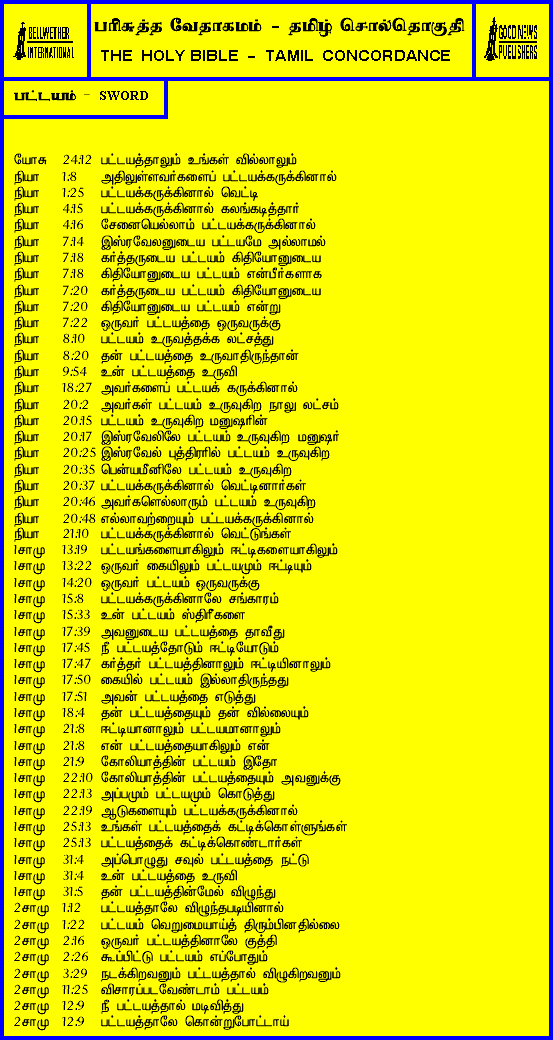 BELLWETHER
INTERNATIONAL
பரிசுத்த வேதாகமம் - தமிழ் சொல்தொகுதி
THE HOLY BIBLE - TAMIL CONCORDANCE
GOOD NEWS
PUBLISHERS
பட்டயம் - SWORD
யோசு 24:12 பட்டயத்தாலும் உங்கள் வில்லாலும்
நியா 1:8 அதிலுள்ளவர்களைப் பட்டயக்கருக்கினால்
நியா 1:25 பட்டயக்கருக்கினால் வெட்டி
நியா 4:15 பட்டயக்கருக்கினால் கலங்கடித்தார்
நியா 4:16 சேனையெல்லாம் பட்டயக்கருக்கினால்
நியா 7:14 இஸ்ரவேலனுடைய பட்டயமே அல்லாமல்
நியா 7:18 கர்த்தருடைய பட்டயம் கிதியோனுடைய
நியா 7:18 கிதியோனுடைய பட்டயம் என்பீர்களாக
நியா 7:20 கர்த்தருடைய பட்டயம் கிதியோனுடைய
நியா 7:20 கிதியோனுடைய பட்டயம் என்று
நியா 7:22 ஒருவர் பட்டயத்தை ஒருவருக்கு
நியா 8:10 பட்டயம் உருவத்தக்க லட்சத்து
நியா 8:20 தன் பட்டயத்தை உருவாதிருந்தான்
நியா 9:54 உன் பட்டயத்தை உருவி
நியா 18:27 அவர்களைப் பட்டயக் கருக்கினால்
நியா 20:2 அவர்கள் பட்டயம் உருவுகிற நாலு லட்சம்
நியா 20:15 பட்டயம் உருவுகிற மனுஷரின்
நியா 20:17 இஸ்ரவேலிலே பட்டயம் உருவுகிற மனுஷர்
நியா 20:25 இஸ்ரவேல் புத்திரரில் பட்டயம் உருவுகிற
நியா 20:35 பென்யமீனிலே பட்டயம் உருவுகிற
நியா 20:37 பட்டயக்கருக்கினால் வெட்டினார்கள்
நியா 20:46 அவர்களெல்லாரும் பட்டயம் உருவுகிற
நியா 20:48 எல்லாவற்றையும் பட்டயக்கருக்கினால்
நியா 21:10 பட்டயக்கருக்கினால் வெட்டுங்கள்
1சாமு 13:19 பட்டயங்களையாகிலும் ஈட்டிகளையாகிலும்
1சாமு 13:22 ஒருவர் கையிலும் பட்டயமும் ஈட்டியும்
1சாமு 14:20 ஒருவர் பட்டயம் ஒருவருக்கு
1சாமு 15:8 பட்டயக்கருக்கினாலே சங்காரம்
1சாமு 15:33 உன் பட்டயம் ஸ்திரீகளை
1சாமு 17:39 அவனுடைய பட்டயத்தை தாவீது
1சாமு 17:45 நீ பட்டயத்தோடும் ஈட்டியோடும்
1சாமு 17:47 கர்த்தர் பட்டயத்தினாலும் ஈட்டியினாலும்
1சாமு 17:50 கையில் பட்டயம் இல்லாதிருந்தது
1சாமு 17:51 அவன் பட்டயத்தை எடுத்து
1சாமு 18:4 தன் பட்டயத்தையும் தன் வில்லையும்
1சாமு 21:8 ஈட்டியானாலும் பட்டயமானாலும்
1சாமு 21:8 என் பட்டயத்தையாகிலும் என்
1சாமு 21:9 கோலியாத்தின் பட்டயம் இதோ
1சாமு 22:10 கோலியாத்தின் பட்டயத்தையும் அவனுக்கு
1சாமு 22:13 அப்பமும் பட்டயமும் கொடுத்து
1சாமு 22:19 ஆடுகளையும் பட்டயக்கருக்கினால்
1சாமு 25:13 உங்கள் பட்டயத்தைக் கட்டிக்கொள்ளுங்கள்
1சாமு 25:13 பட்டயத்தைக் கட்டிக்கொண்டார்கள்
1சாமு 31:4 அப்பொழுது சவுல் பட்டயத்தை நட்டு
1சாமு 31:4 உன் பட்டயத்தை உருவி
1சாமு 31:5 தன் பட்டயத்தின்மேல் விழுந்து
2சாமு 1:12 பட்டயத்தாலே விழுந்தபடியினால்
2சாமு 1:22 பட்டயம் வெறுமையாய்த் திரும்பினதில்லை
2சாமு 2:16 ஒருவர் பட்டயத்தினாலே குத்தி
2சாமு 2:26 கூப்பிட்டு பட்டயம் எப்போதும்
2சாமு 3:29 நடக்கிறவனும் பட்டயத்தால் விழுகிறவனும்
2சாமு 11:25 விசாரப்படவேண்டாம் பட்டயம்
2சாமு 12:9 நீ பட்டயத்தால் மடிவித்து
2சாமு 12:9 பட்டயத்தாலே கொன்றுபோட்டாய்